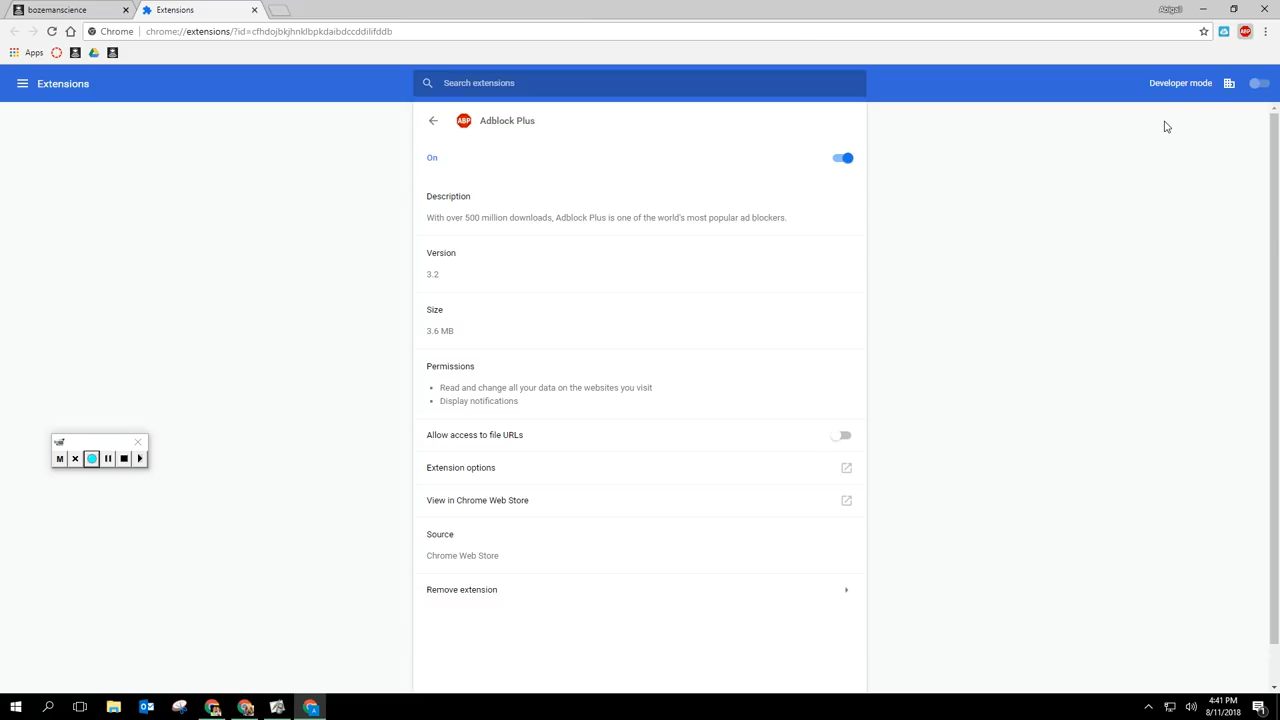 bozemanscience
Extensions
Abigail
Chrome
chrome://extensions/?id=cfhdojbkjhnklbpkdaibdccddilifddb
ABP
Apps
Extensions
Search extensions
Developer mode
ABP
Adblock Plus
On
Description
With over 500 million downloads, Adblock Plus is one of the world's most popular ad blockers.
Version
3.2
Size
3.6 MB
Permissions
Read and change all your data on the websites you visit
Display notifications
Allow access to file URLs
M
Extension options
View in Chrome Web Store
Source
Chrome Web Store
Remove extension
4:41 PM
8/11/2018
1